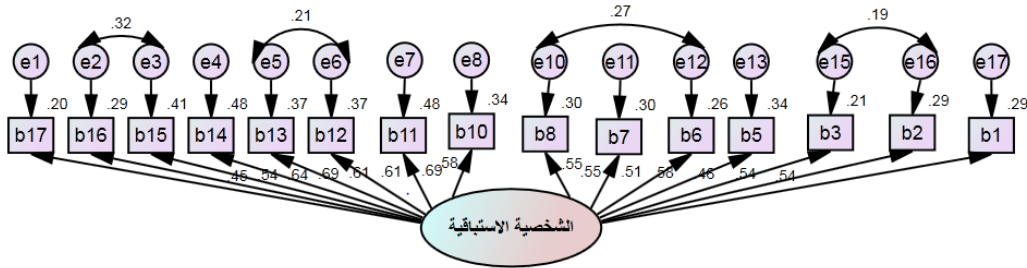 .32 .21 .27 .19
e1 e2 e3 e4 e5 e6 e7 e8 e10 e11 e12 e13 e15 e16 e17
.20 .29 .41 .48 .37 .37 .48 .34 .30 .30 .26 .34 .21 .29 .29
b17 b16 b15 b14 b13 b12 b11 b10 b8 b7 b6 b5 b3 b2 b1
.45 .54 .64 .69 .61 .61 .69 .58 .55 .55 .51 .58 .46 .54 .54
الشخصية الاستباقية